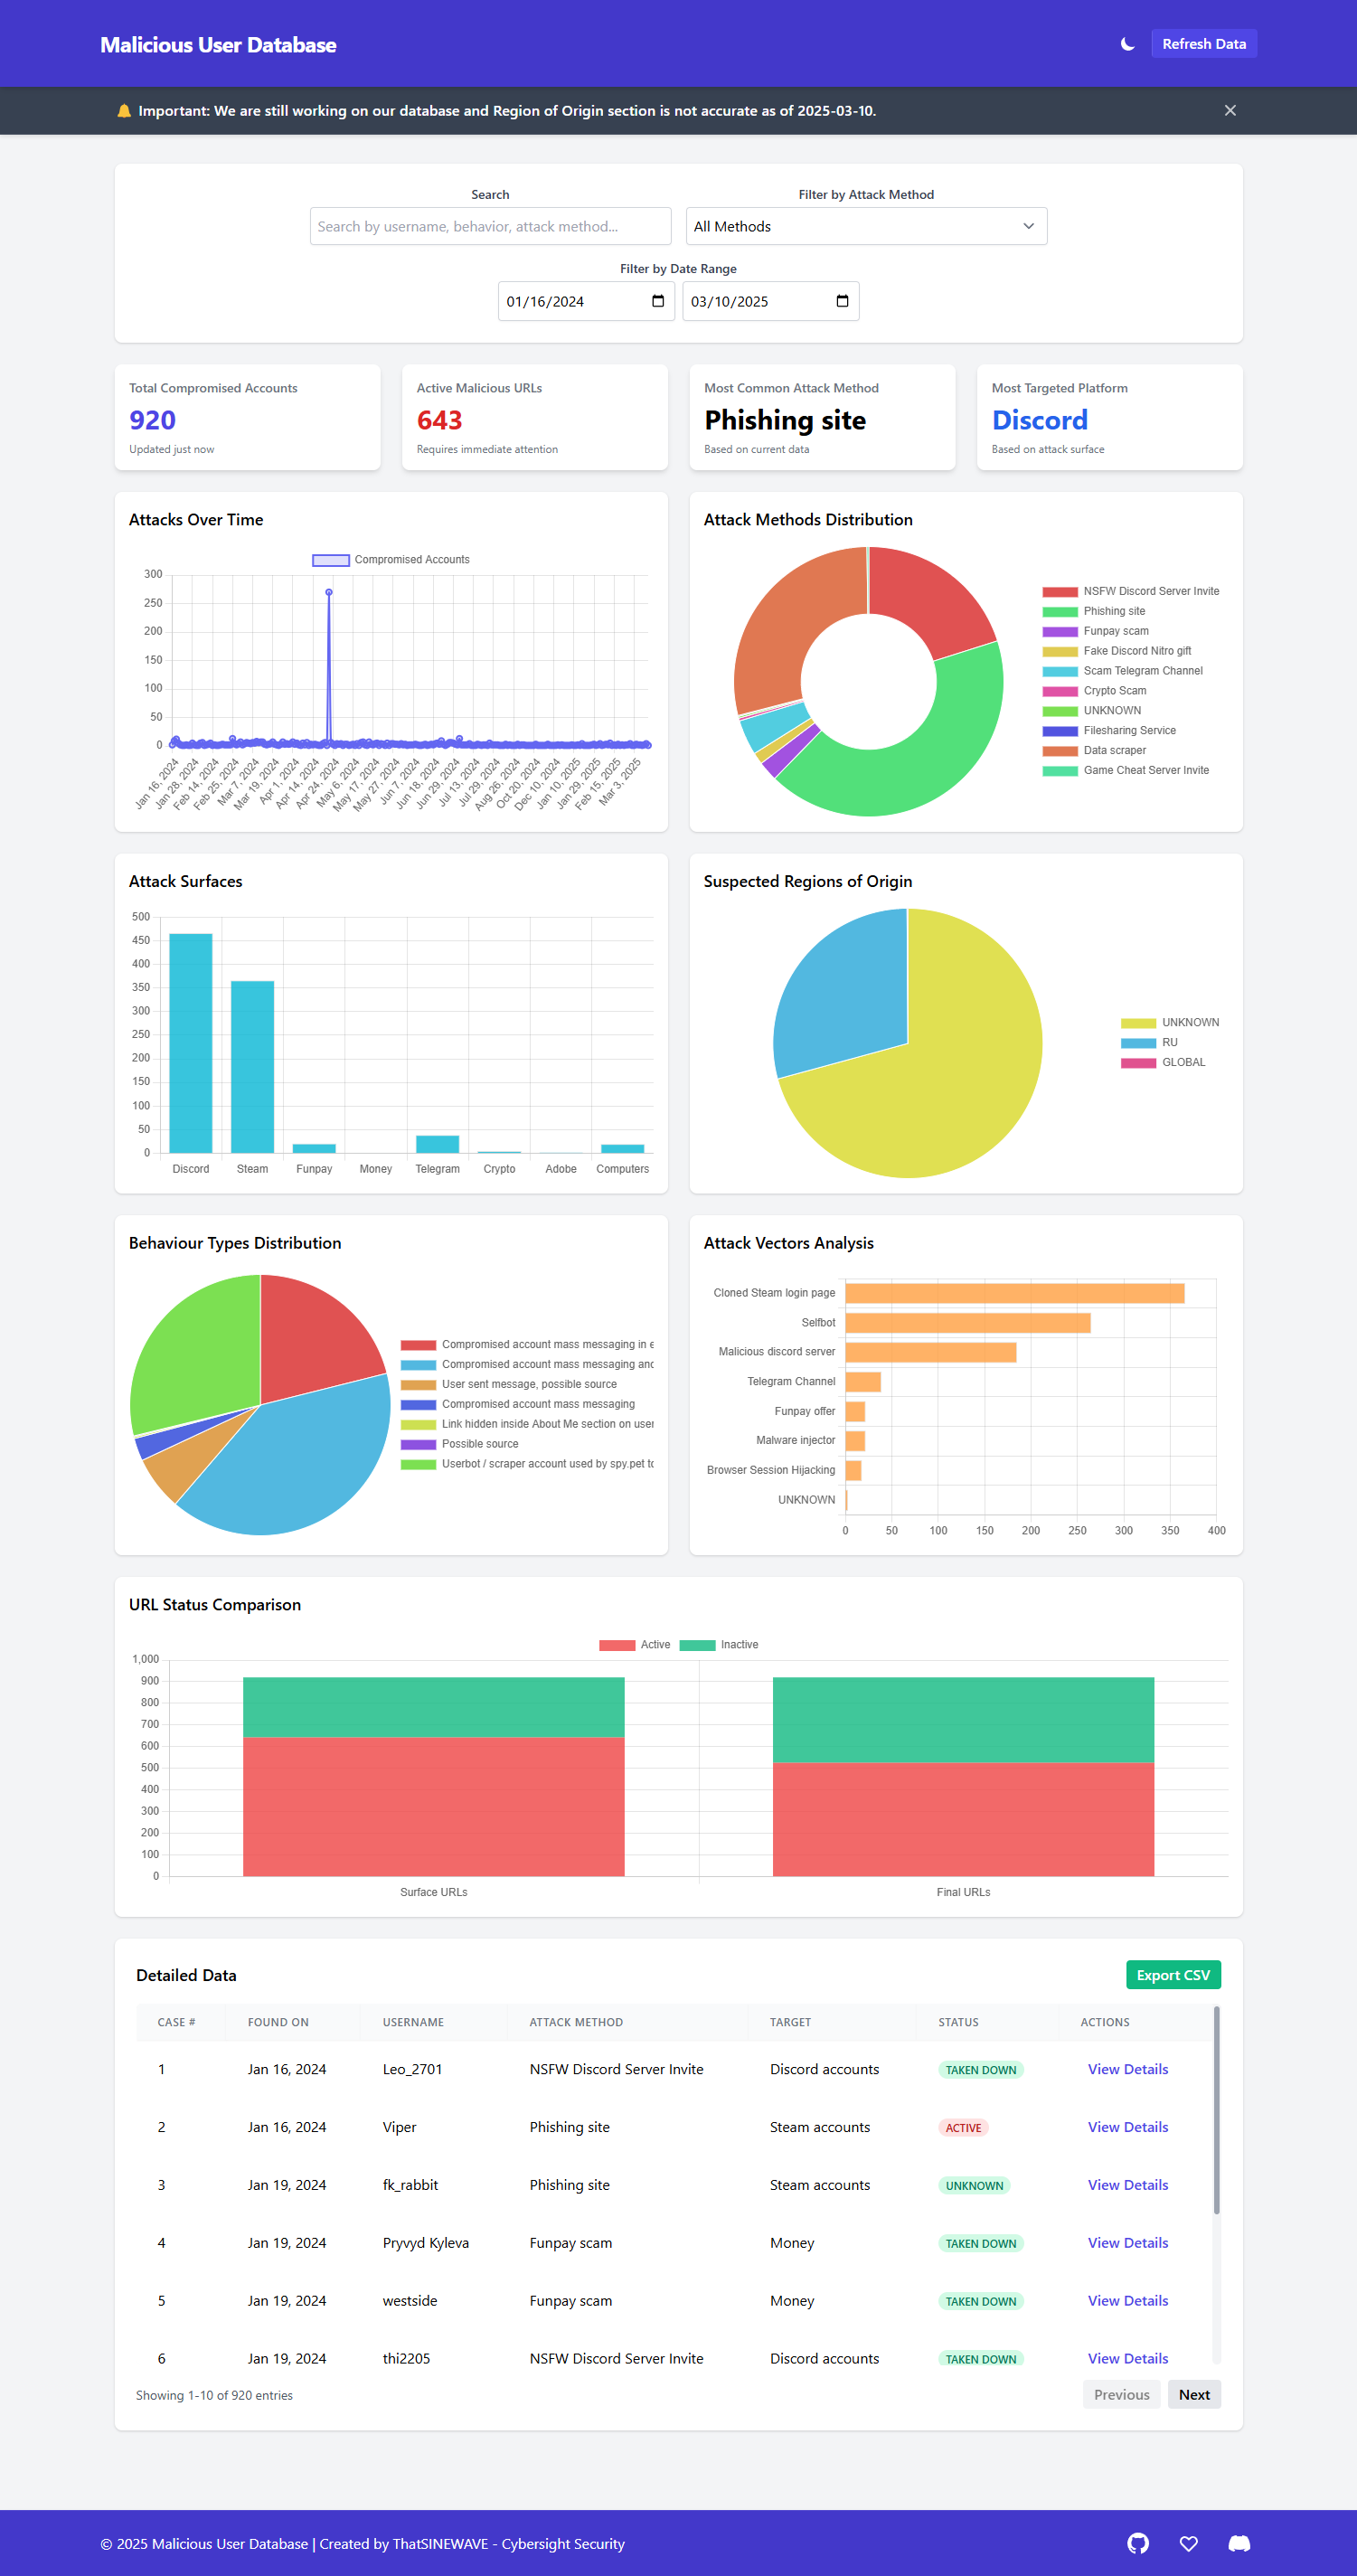 Malicious User Database
Refresh Data
🔔 Important: We are still working on our database and Region of Origin section is not accurate as of 2025-03-10.
Search
Filter by Attack Method
Search by username, behavior, attack method...
All Methods
Filter by Date Range
01/16/2024
03/10/2025
Total Compromised Accounts
920
Updated just now
Active Malicious URLs
643
Requires immediate attention
Most Common Attack Method
Phishing site
Based on current data
Most Targeted Platform
Discord
Based on attack surface
Attacks Over Time
Compromised Accounts
300
250
200
150
100
50
0
Jan 16, 2024
Jan 28, 2024
Feb 14, 2024
Feb 25, 2024
Mar 7, 2024
Mar 19, 2024
Apr 1, 2024
Apr 14, 2024
Apr 24, 2024
May 6, 2024
May 17, 2024
May 27, 2024
Jun 7, 2024
Jun 18, 2024
Jun 29, 2024
Jul 13, 2024
Jul 29, 2024
Aug 26, 2024
Oct 20, 2024
Dec 10, 2024
Jan 10, 2025
Jan 29, 2025
Feb 15, 2025
Mar 3, 2025
Attack Methods Distribution
NSFW Discord Server Invite
Phishing site
Funpay scam
Fake Discord Nitro gift
Scam Telegram Channel
Crypto Scam
UNKNOWN
Filesharing Service
Data scraper
Game Cheat Server Invite
Attack Surfaces
500
450
400
350
300
250
200
150
100
50
0
Discord Steam Funpay Money Telegram Crypto Adobe Computers
Suspected Regions of Origin
UNKNOWN
RU
GLOBAL
Behaviour Types Distribution
Compromised account mass messaging in e
Compromised account mass messaging and
User sent message, possible source
Compromised account mass messaging
Link hidden inside About Me section on user
Possible source
Userbot / scraper account used by spy.pet to
Attack Vectors Analysis
Cloned Steam login page
Selfbot
Malicious discord server
Telegram Channel
Funpay offer
Malware injector
Browser Session Hijacking
UNKNOWN
0 50 100 150 200 250 300 350 400
URL Status Comparison
Active Inactive
1,000
900
800
700
600
500
400
300
200
100
0
Surface URLs Final URLs
Detailed Data
Export CSV
CASE # FOUND ON USERNAME ATTACK METHOD TARGET STATUS ACTIONS
1 Jan 16, 2024 Leo_2701 NSFW Discord Server Invite Discord accounts TAKEN DOWN View Details
2 Jan 16, 2024 Viper Phishing site Steam accounts ACTIVE View Details
3 Jan 19, 2024 fk_rabbit Phishing site Steam accounts UNKNOWN View Details
4 Jan 19, 2024 Pryvyd Kyleva Funpay scam Money TAKEN DOWN View Details
5 Jan 19, 2024 westside Funpay scam Money TAKEN DOWN View Details
6 Jan 19, 2024 thi2205 NSFW Discord Server Invite Discord accounts TAKEN DOWN View Details
Showing 1-10 of 920 entries
Previous Next
© 2025 Malicious User Database | Created by ThatSINEWAVE - Cybersight Security